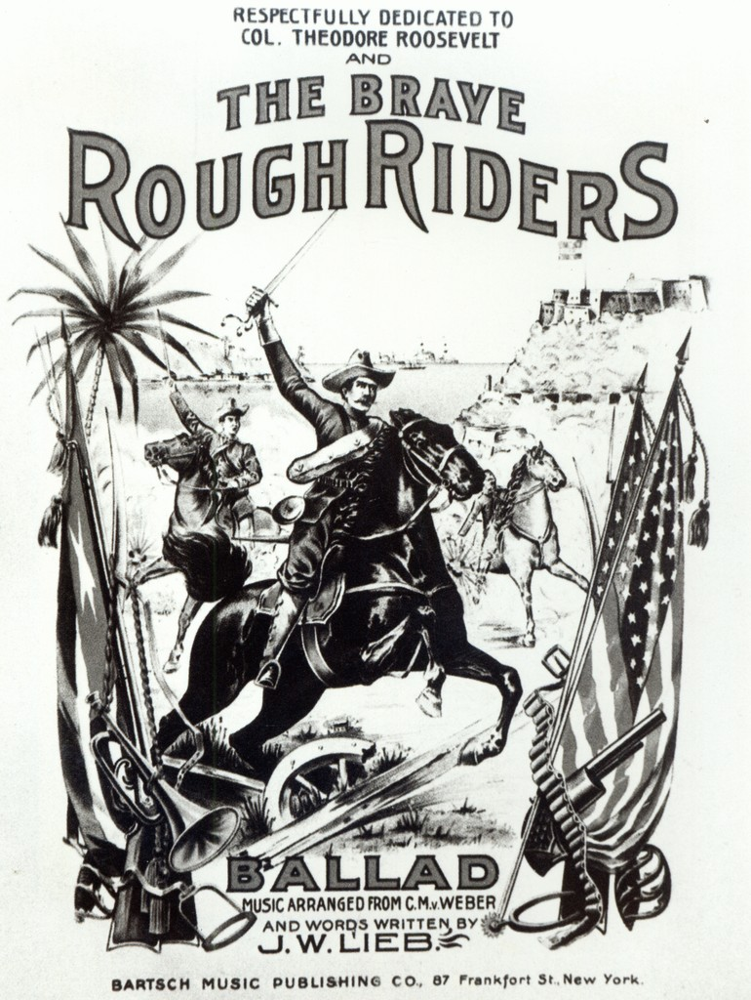 RESPECTFULLY DEDICATED TO
COL. THEODORE ROOSEVELT
AND
THE BRAVE
ROUGH RIDERS
BALLAD
MUSIC ARRANGED FROM C.M.v.WEBER
AND WORDS WRITTEN BY
J.W. LIEB.
BARTSCH MUSIC PUBLISHING CO., 87 Frankfort St., New York.